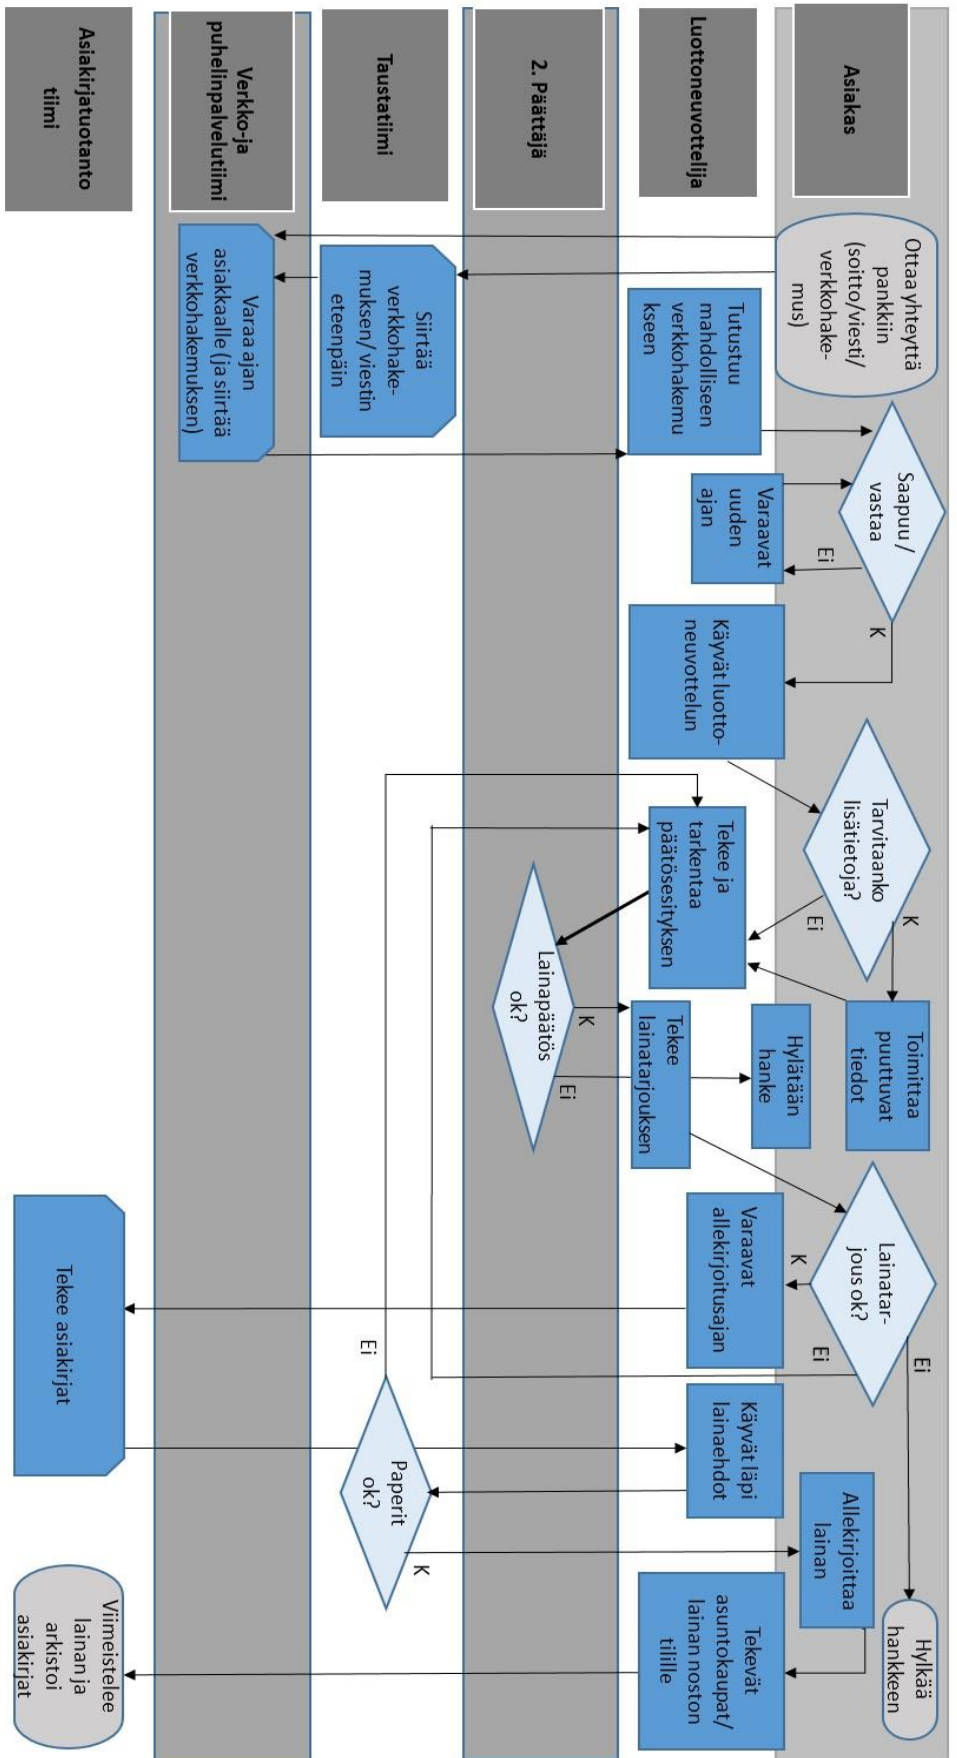 Asiakas
Ottaa yhteyttä
pankkiin
(soitto/viesti/
verkkohake-
mus)
Saapuu/
vastaa
Ei
K
Tarvitaanko
lisätietoja?
K
Ei
Toimittaa
puuttuvat
tiedot
Hylätään
hanke
Lainatar-
jous ok?
K
Ei
Ei
Allekirjoittaa
lainan
Hylkää
hankkeen
Luottoneuvottelija
Tutustuu
mahdolliseen
verkkohakemu
kseen
Varaavat
uuden
ajan
Käyvät luotto-
neuvottelun
Tekee ja
tarkentaa
päätösesityksen
Tekee
lainatarjouksen
Varaavat
allekirjoitusajan
Käyvät läpi
lainaehdot
Tekevät
asuntokaupat/
lainan noston
tilille
2. Päättäjä
Lainapäätös
ok?
K
Ei
Taustatiimi
Siirtää
verkkohake-
muksen/ viestin
eteenpäin
Ei
Paperit
ok?
K
Verkko-ja
puhelinpalvelutiimi
Varaa ajan
asiakkaalle (ja siirtää
verkkohakemuksen)
Asiakirjatuotanto
tiimi
Tekee asiakirjat
Viimeistelee
lainan ja
arkistoi
asiakirjat